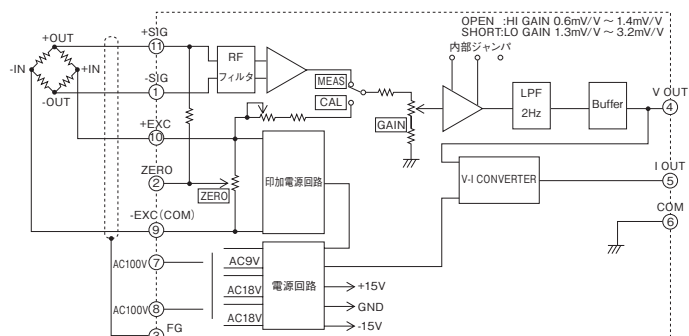 OPEN :HI GAIN 0.6mV/V ～ 1.4mV/V
SHORT:LO GAIN 1.3mV/V ～ 3.2mV/V
内部ジャンパ
+OUT
-IN
+IN
-OUT
+SIG
11
-SIG
1
+EXC
10
ZERO
2
-EXC(COM)
9
AC100V
7
AC100V
8
FG
3
RF
フィルタ
MEAS
CAL
GAIN
ZERO
印加電源回路
LPF
2Hz
Buffer
V OUT
4
V-I CONVERTER
I OUT
5
COM
6
AC9V
AC18V
AC18V
電源回路
+15V
GND
-15V